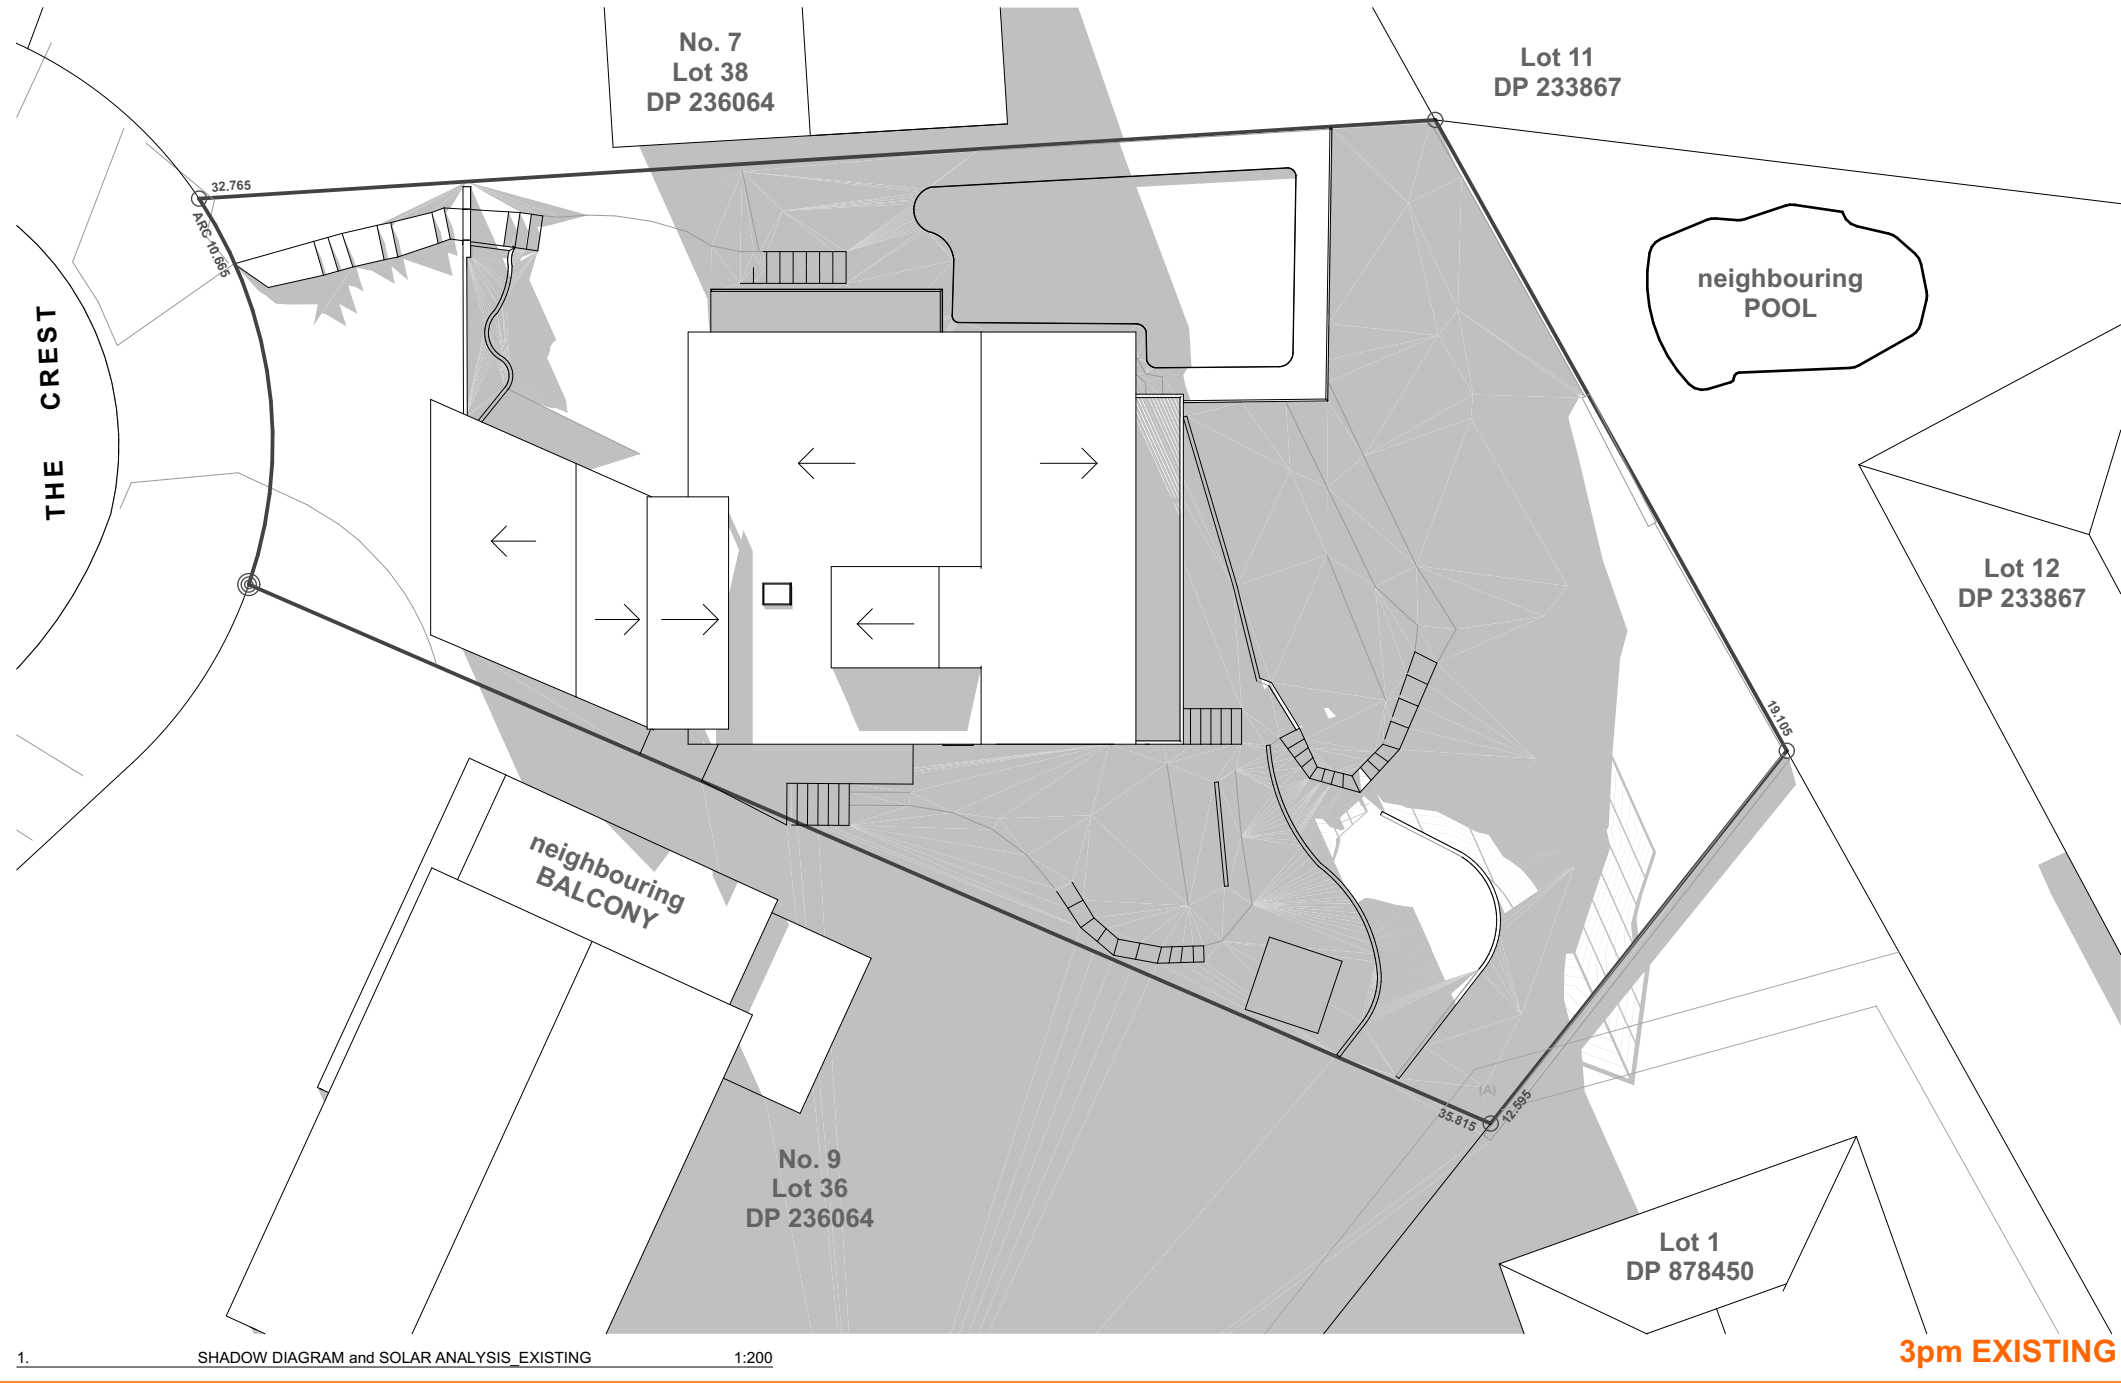 No. 7
Lot 38
DP 236064
Lot 11
DP 233867
32.765
ARC 10.665
neighbouring
POOL
THE CREST
Lot 12
DP 233867
19.105
neighbouring
BALCONY
(A)
12.595
35.815
No. 9
Lot 36
DP 236064
Lot 1
DP 878450
1. SHADOW DIAGRAM and SOLAR ANALYSIS_EXISTING 1:200
3pm EXISTING